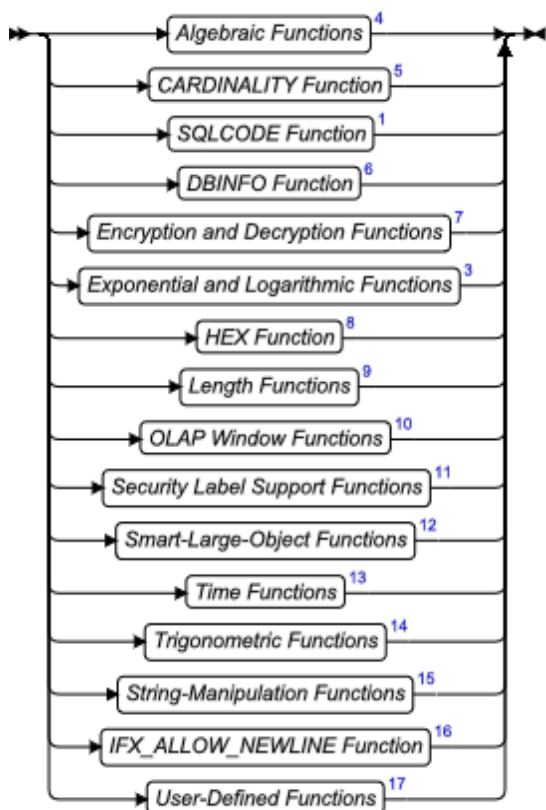 Algebraic Functions 4
CARDINALITY Function 5
SQLCODE Function 1
DBINFO Function 6
Encryption and Decryption Functions 7
Exponential and Logarithmic Functions 3
HEX Function 8
Length Functions 9
OLAP Window Functions 10
Security Label Support Functions 11
Smart-Large-Object Functions 12
Time Functions 13
Trigonometric Functions 14
String-Manipulation Functions 15
IFX_ALLOW_NEWLINE Function 16
User-Defined Functions 17